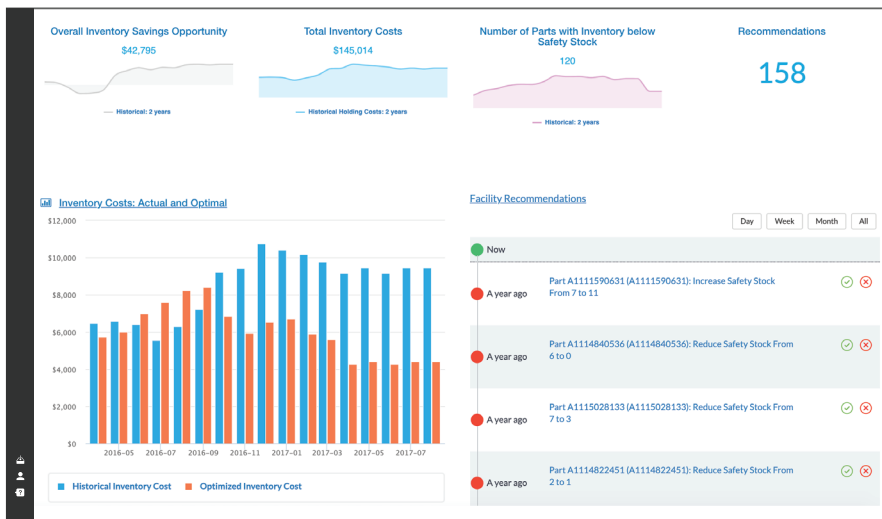 Overall Inventory Savings Opportunity
$42,795
Historical: 2 years
Total Inventory Costs
$145,014
Historical Holding Costs: 2 years
Number of Parts with Inventory below
Safety Stock
120
Historical: 2 years
Recommendations
158
Inventory Costs: Actual and Optimal
$12,000
$10,000
$8,000
$6,000
$4,000
$2,000
$0
2016-05
2016-07
2016-09
2016-11
2017-01
2017-03
2017-05
2017-07
Historical Inventory Cost
Optimized Inventory Cost
Facility Recommendations
Day
Week
Month
All
Now
A year ago
Part A1111590631 (A1111590631): Increase Safety Stock
From 7 to 11
A year ago
Part A1114840536 (A1114840536): Reduce Safety Stock From
6 to 0
A year ago
Part A1115028133 (A1115028133): Reduce Safety Stock From
7 to 3
A year ago
Part A1114822451 (A1114822451): Reduce Safety Stock From
2 to 1